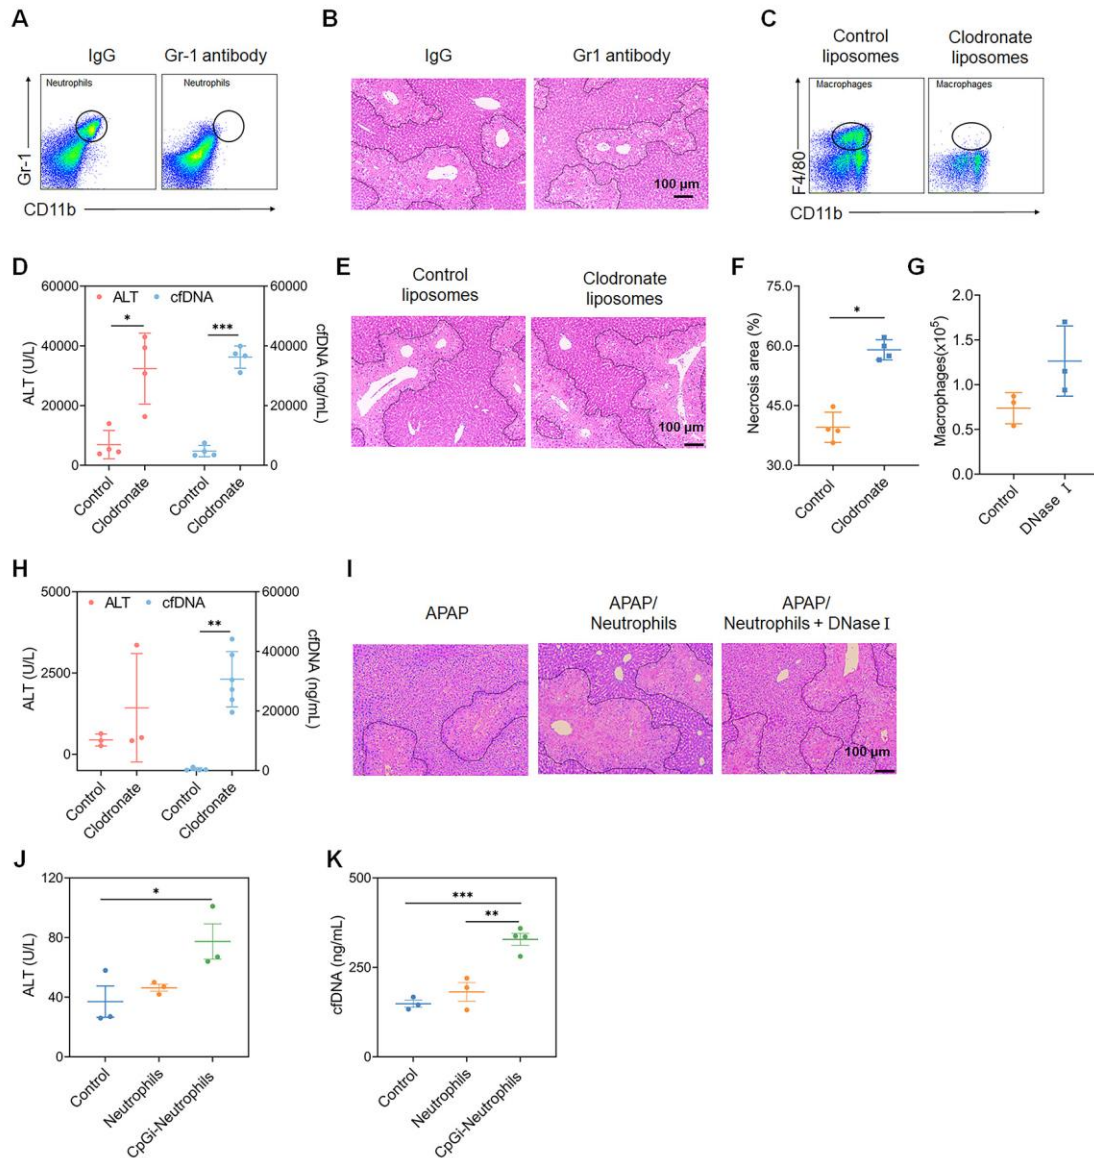 A
IgG
Gr-1 antibody
Neutrophils
Neutrophils
Gr-1
CD11b
B
IgG
Gr1 antibody
100 µm
C
Control
liposomes
Clodronate
liposomes
Macrophages
Macrophages
F4/80
CD11b
D
60000
40000
20000
0
ALT (U/L)
ALT
cfDNA
*
***
60000
40000
20000
0
cfDNA (ng/mL)
Control
Clodronate
Control
Clodronate
E
Control
liposomes
Clodronate
liposomes
100 µm
F
75.0
60.0
45.0
30.0
Necrosis area (%)
*
Control
Clodronate
G
2.0
1.5
1.0
0.5
0.0
Macrophages(x10⁵)
Control
DNase I
H
5000
2500
0
ALT (U/L)
ALT
cfDNA
**
60000
40000
20000
0
cfDNA (ng/mL)
Control
Clodronate
Control
Clodronate
I
APAP
APAP/
Neutrophils
APAP/
Neutrophils + DNase I
100 µm
J
120
80
40
0
ALT (U/L)
*
Control
Neutrophils
CpGi-Neutrophils
K
500
250
0
cfDNA (ng/mL)
***
**
Control
Neutrophils
CpGi-Neutrophils